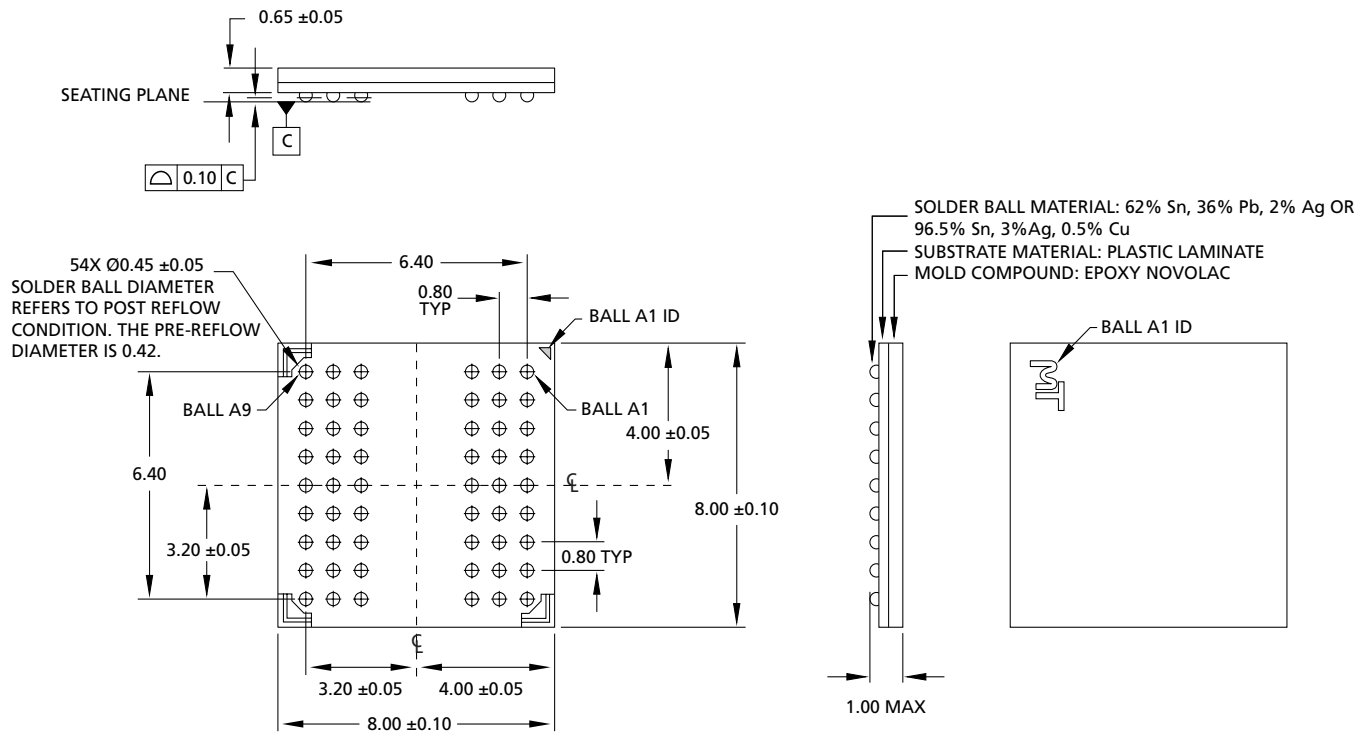 0.65 ±0.05
SEATING PLANE
C
0.10 C
SOLDER BALL MATERIAL: 62% Sn, 36% Pb, 2% Ag OR
96.5% Sn, 3%Ag, 0.5% Cu
SUBSTRATE MATERIAL: PLASTIC LAMINATE
MOLD COMPOUND: EPOXY NOVOLAC
54X Ø0.45 ±0.05
SOLDER BALL DIAMETER
REFERS TO POST REFLOW
CONDITION. THE PRE-REFLOW
DIAMETER IS 0.42.
6.40
0.80
TYP
BALL A1 ID
BALL A1 ID
MT
BALL A9
BALL A1
4.00 ±0.05
6.40
℄
8.00 ±0.10
3.20 ±0.05
0.80 TYP
℄
3.20 ±0.05
4.00 ±0.05
8.00 ±0.10
1.00 MAX